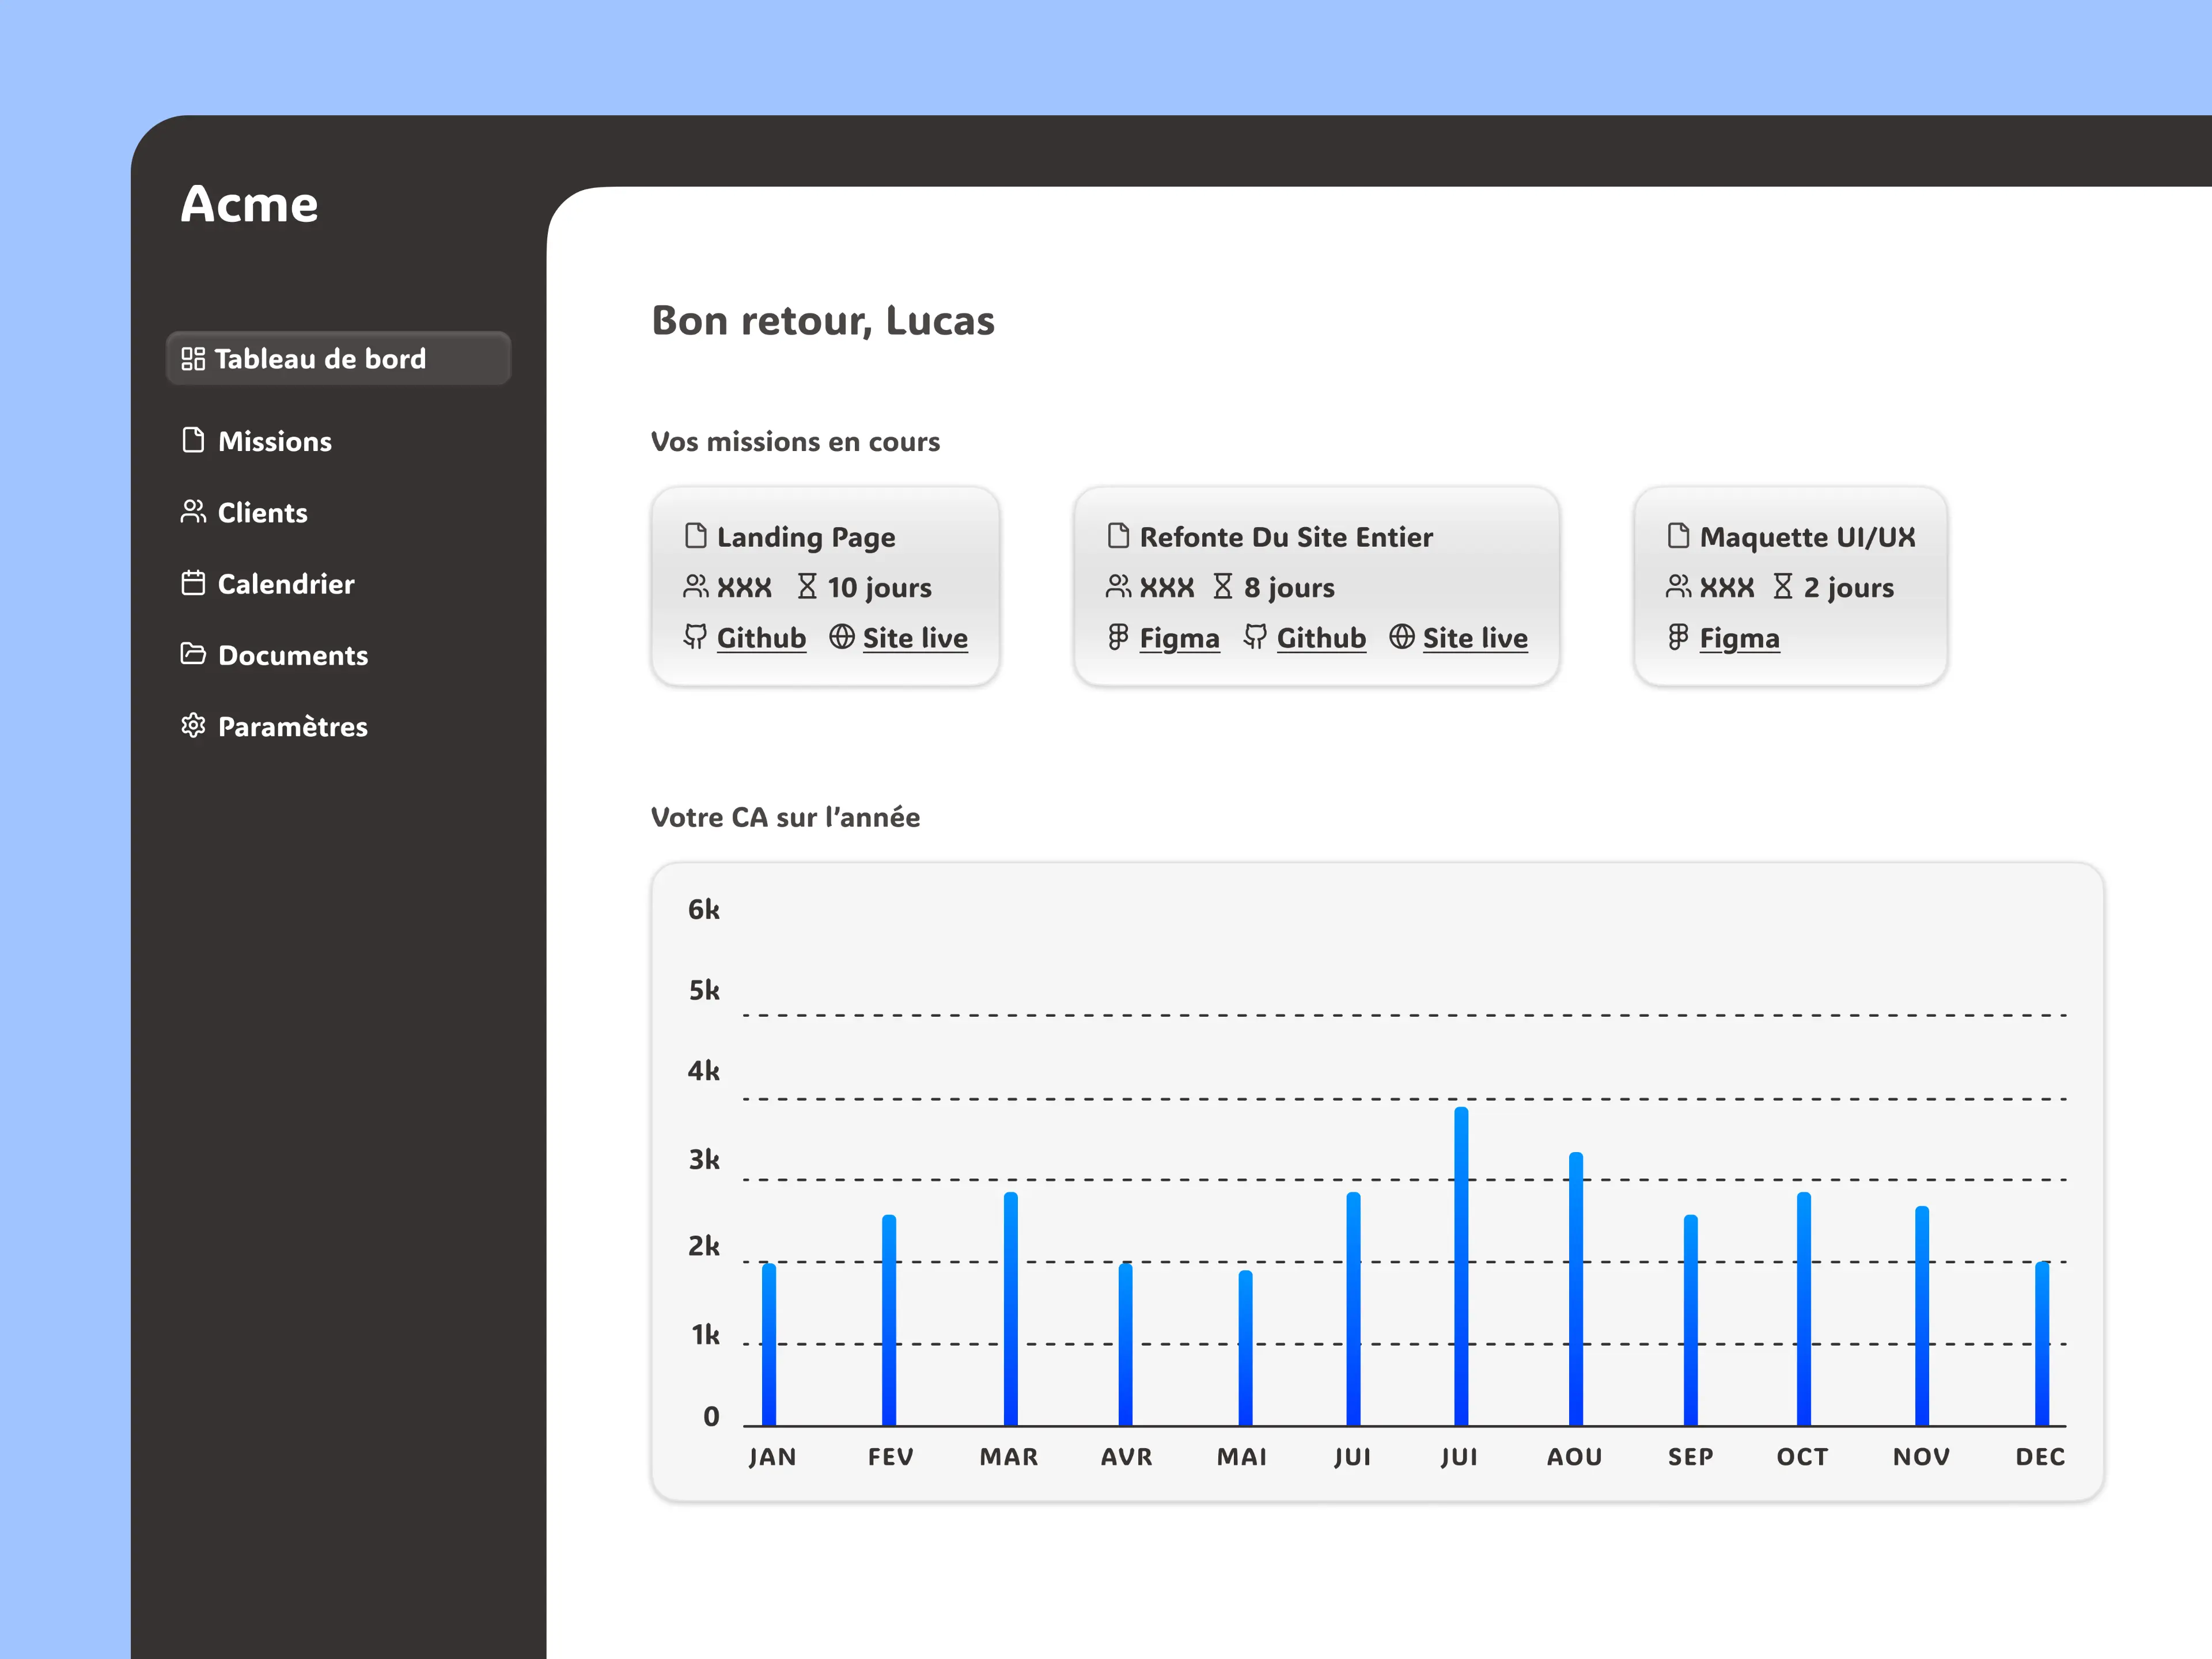 Acme
Tableau de bord
Missions
Clients
Calendrier
Documents
Paramètres
Bon retour, Lucas
Vos missions en cours
Landing Page
XXX 10 jours
Github Site live
Refonte Du Site Entier
XXX 8 jours
Figma Github Site live
Maquette UI/UX
XXX 2 jours
Figma
Votre CA sur l’année
6k
5k
4k
3k
2k
1k
0
JAN FEV MAR AVR MAI JUI JUI AOU SEP OCT NOV DEC